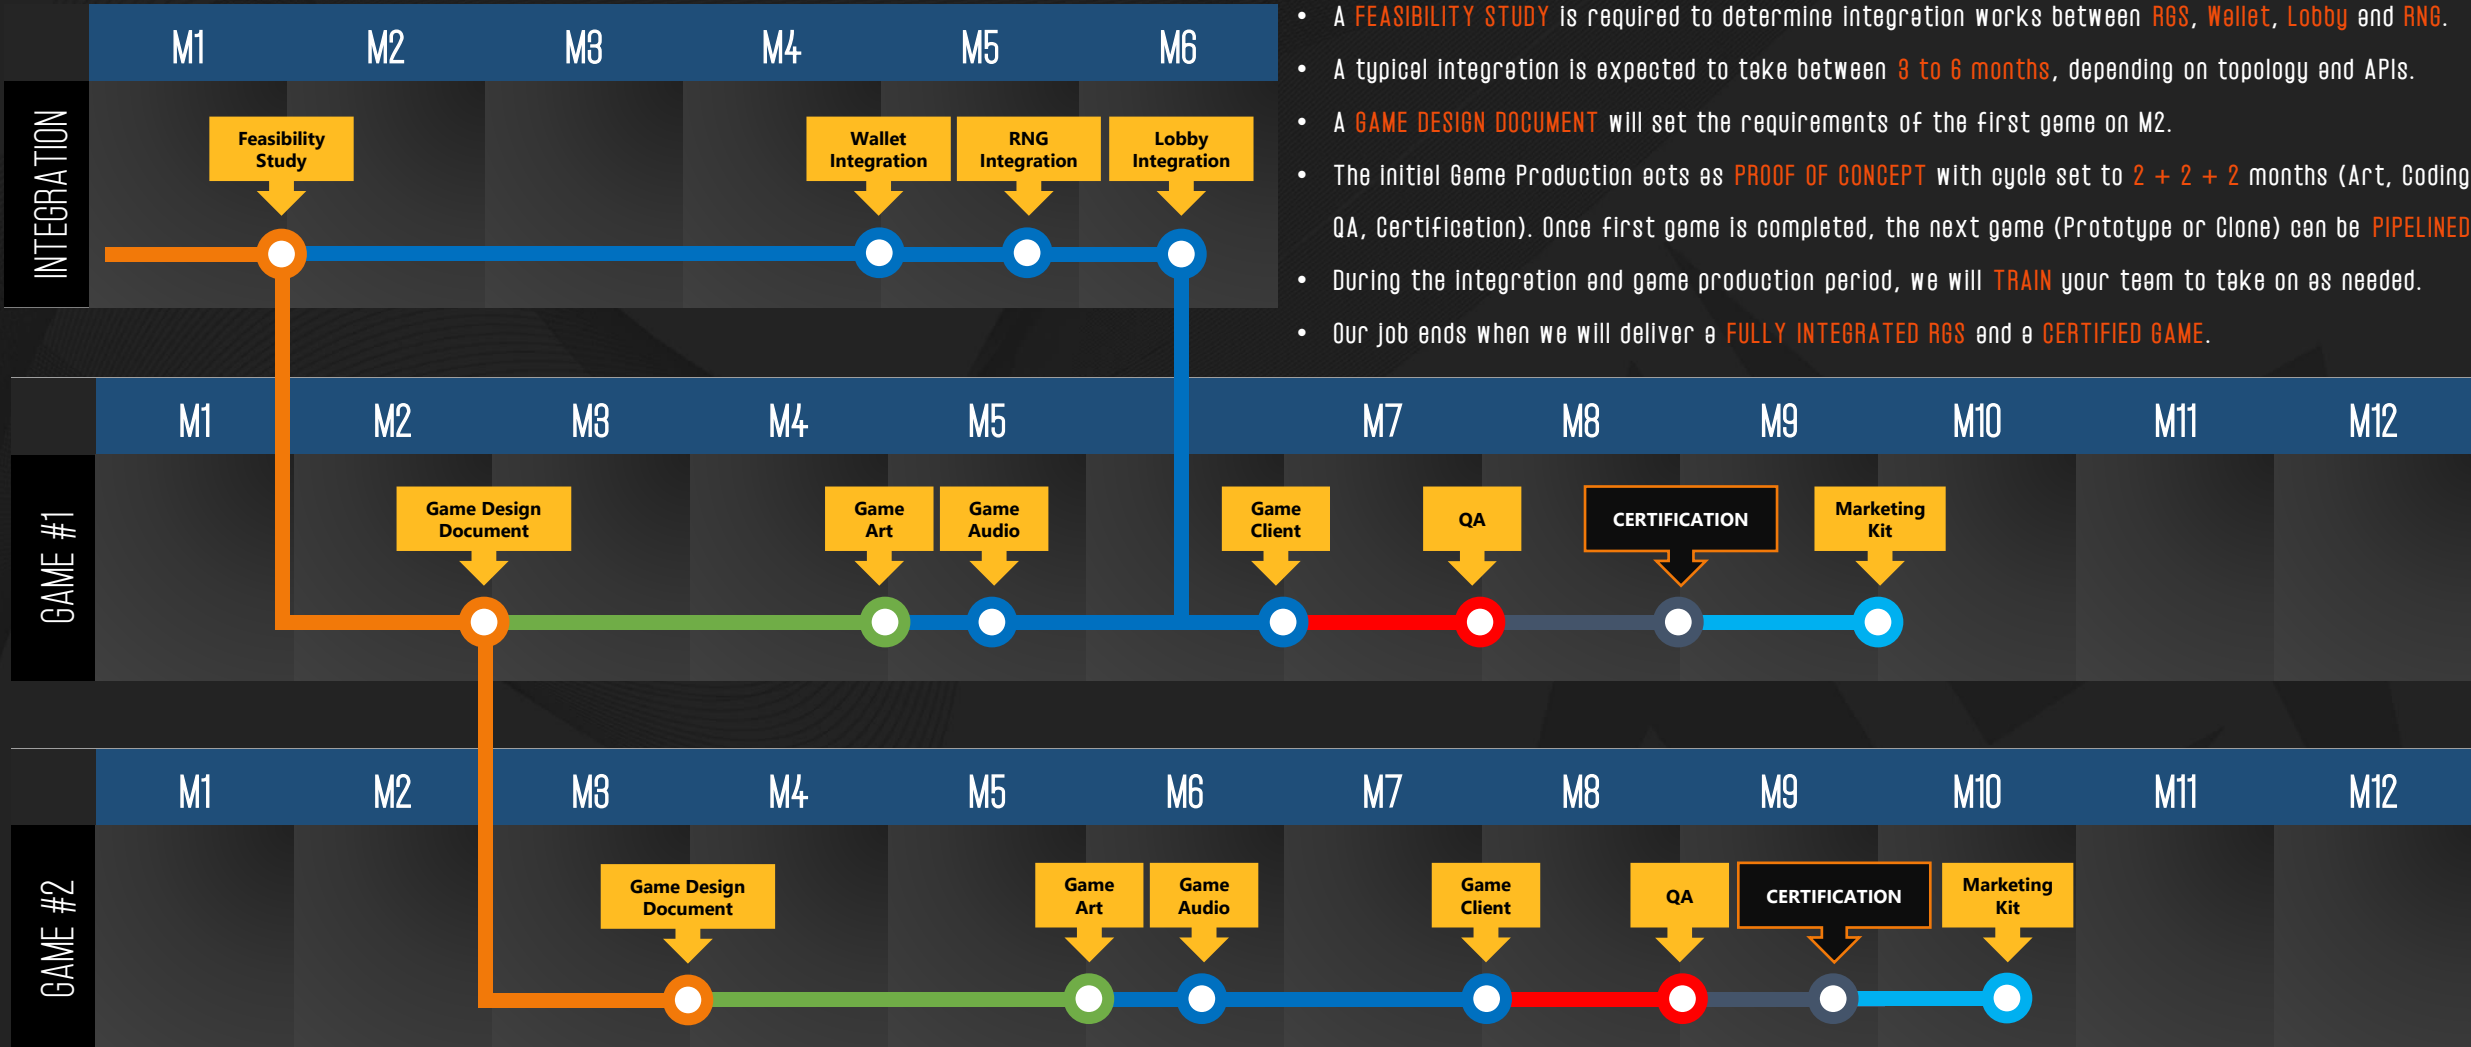 M1 M2 M3 M4 M5 M6
INTEGRATION
Feasibility
Study
Wallet
Integration
RNG
Integration
Lobby
Integration
• A FEASIBILITY STUDY is required to determine integration works between RGS, Wallet, Lobby and RNG.
• A typical integration is expected to take between 3 to 6 months, depending on topology and APIs.
• A GAME DESIGN DOCUMENT will set the requirements of the first game on M2.
• The initial Game Production acts as PROOF OF CONCEPT with cycle set to 2 + 2 + 2 months (Art, Coding
QA, Certification). Once first game is completed, the next game (Prototype or Clone) can be PIPELINED
• During the integration and game production period, we will TRAIN your team to take on as needed.
• Our job ends when we will deliver a FULLY INTEGRATED RGS and a CERTIFIED GAME.
M1 M2 M3 M4 M5 M7 M8 M9 M10 M11 M12
GAME #1
Game Design
Document
Game
Art
Game
Audio
Game
Client
QA
CERTIFICATION
Marketing
Kit
M1 M2 M3 M4 M5 M6 M7 M8 M9 M10 M11 M12
GAME #2
Game Design
Document
Game
Art
Game
Audio
Game
Client
QA
CERTIFICATION
Marketing
Kit